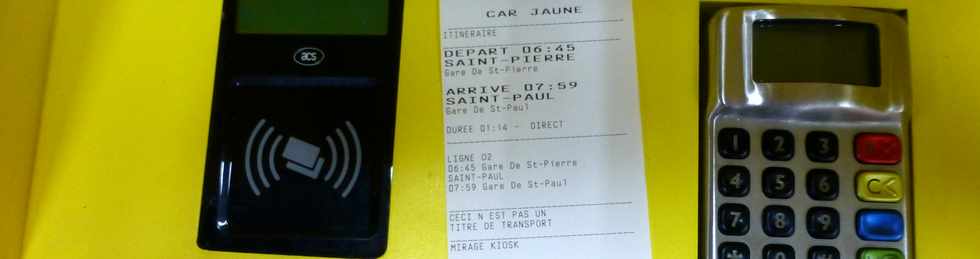 acs
CAR JAUNE
ITINERAIRE
DEPART 06:45
SAINT-PIERRE
Gare De St-Pierre
ARRIVE 07:59
SAINT-PAUL
Gare De St-Paul
DUREE 01:14 - DIRECT
LIGNE 02
06:45 Gare De St-Pierre
SAINT-PAUL
07:59 Gare De St-Paul
CECI N EST PAS UN
TITRE DE TRANSPORT
MIRAGE KIOSK
1 2 3
4 5 6 C<
7 8 9